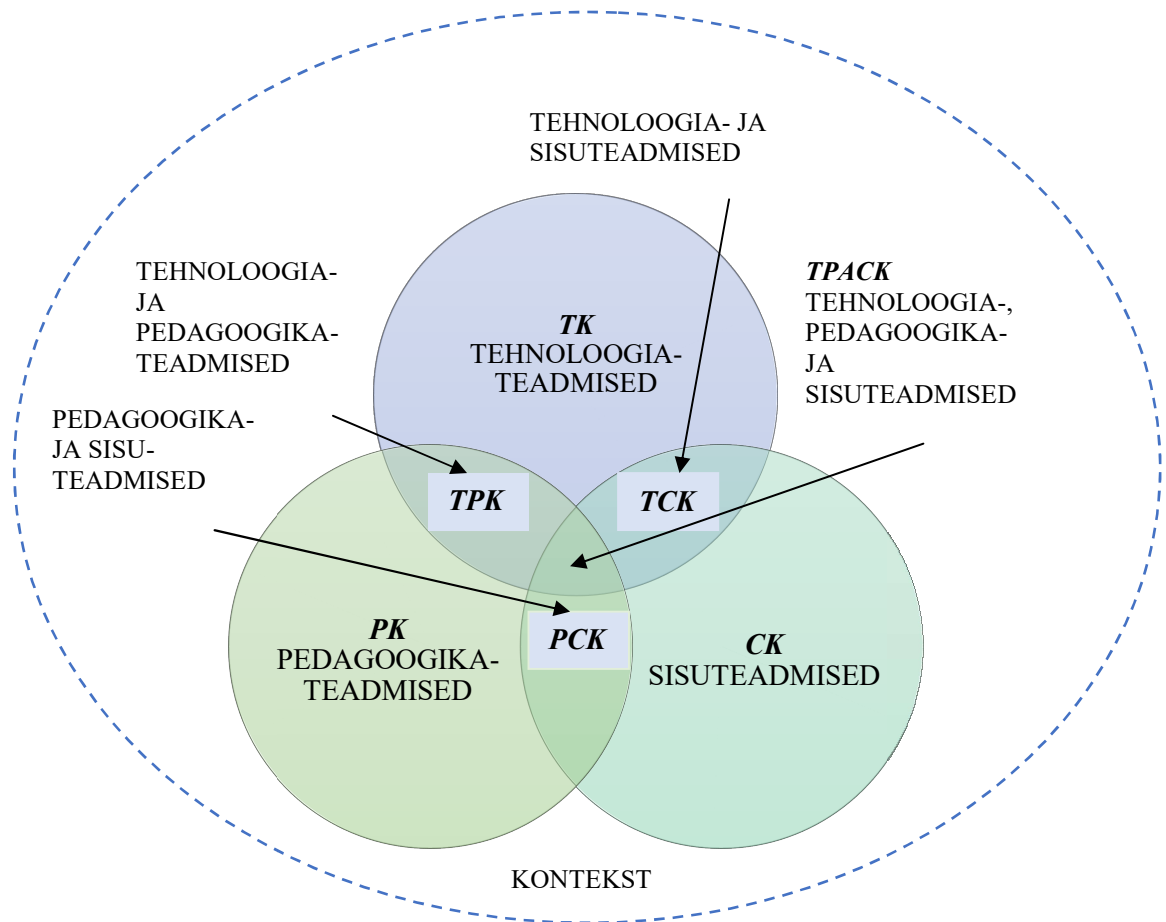 TEHNOLOOGIA- JA
SISUTEADMISED
TEHNOLOOGIA-
JA
PEDAGOOGIKA-
TEADMISED
TPACK
TEHNOLOOGIA-,
PEDAGOOGIKA-
JA
SISUTEADMISED
TK
TEHNOLOOGIA-
TEADMISED
PEDAGOOGIKA-
JA SISU-
TEADMISED
TPK
TCK
PK
PEDAGOOGIKA-
TEADMISED
PCK
CK
SISUTEADMISED
KONTEKST